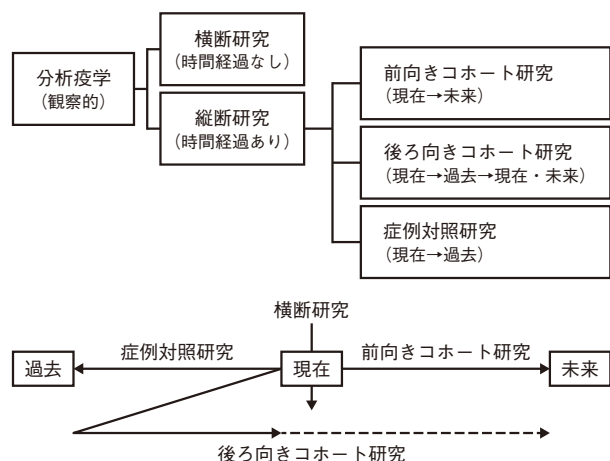 横断研究
(時間経過なし)
分析疫学
(観察的)
縦断研究
(時間経過あり)
前向きコホート研究
(現在→未来)
後ろ向きコホート研究
(現在→過去→現在・未来)
症例対照研究
(現在→過去)
横断研究
過去
症例対照研究
現在
前向きコホート研究
未来
後ろ向きコホート研究